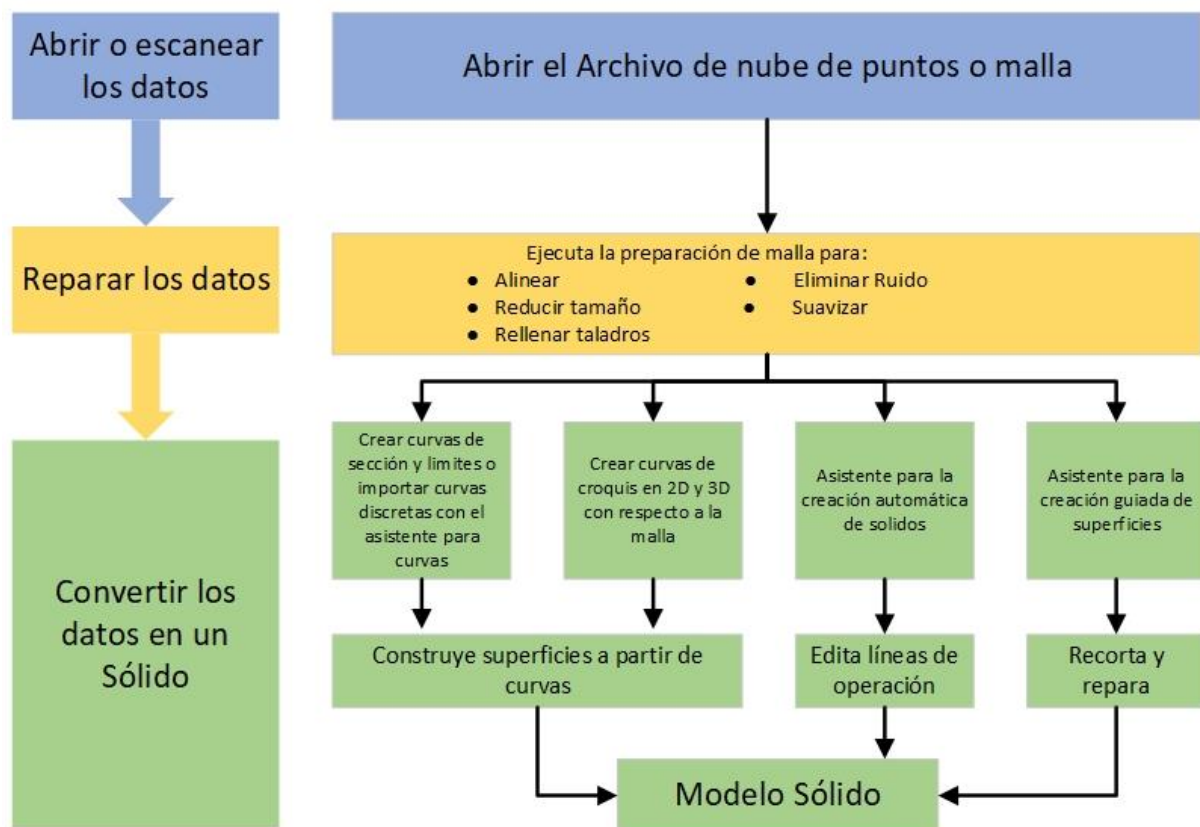 Abrir o escanear
los datos
Abrir el Archivo de nube de puntos o malla
Reparar los datos
Ejecuta la preparación de malla para:
● Alinear
● Reducir tamaño
● Rellenar taladros
● Eliminar Ruido
● Suavizar
Convertir los
datos en un
Sólido
Crear curvas de
sección y limites o
importar curvas
discretas con el
asistente para
curvas
Crear curvas de
croquis en 2D y 3D
con respecto a la
malla
Asistente para la
creación automática
de solidos
Asistente para la
creación guiada de
superficies
Construye superficies a partir de
curvas
Edita líneas de
operación
Recorta y
repara
Modelo Sólido